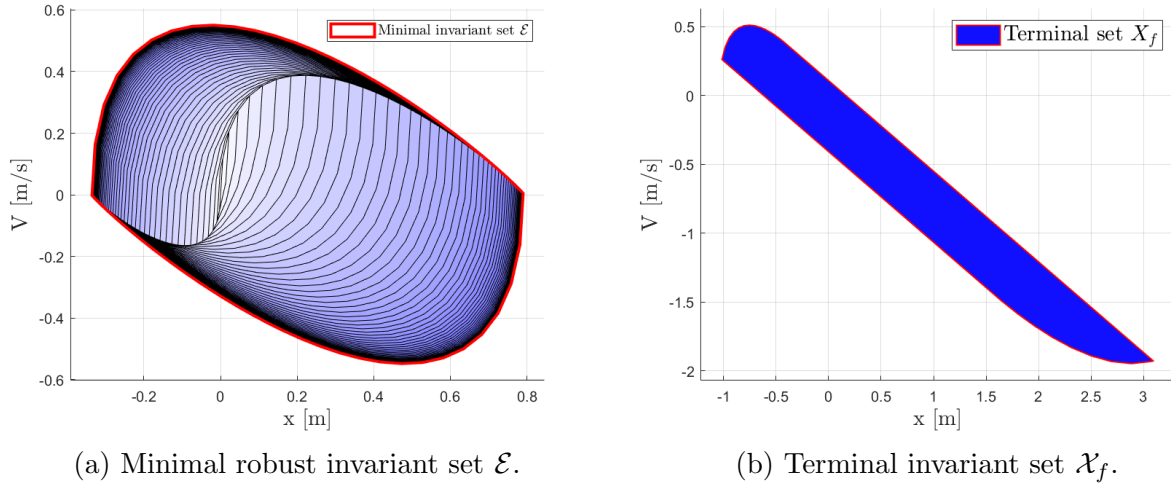 Minimal invariant set ℰ
0.6
0.4
0.2
0
-0.2
-0.4
-0.6
V [m/s]
-0.2 0 0.2 0.4 0.6 0.8
x [m]
(a) Minimal robust invariant set ℰ.
Terminal set X_f
0.5
0
-0.5
-1
-1.5
-2
V [m/s]
-1 -0.5 0 0.5 1 1.5 2 2.5 3
x [m]
(b) Terminal invariant set 𝒳_f.